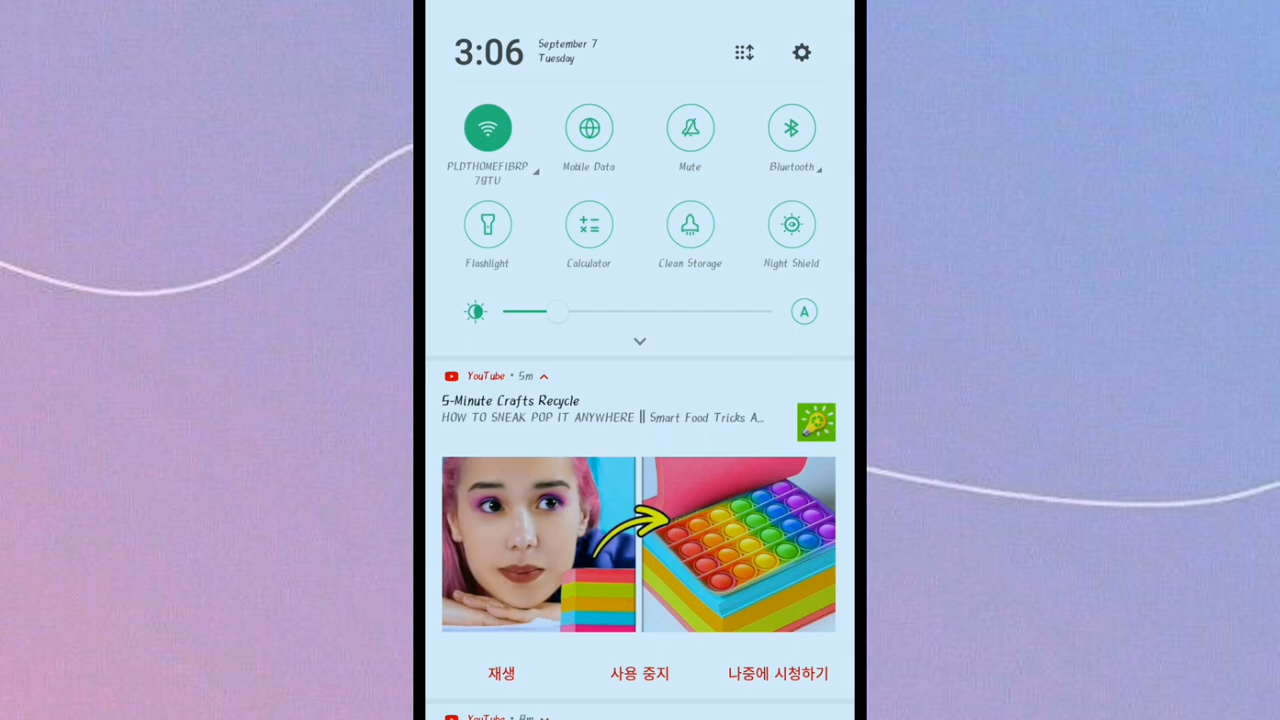 3:06
September 7
Tuesday
PLDTHOMEFIBRP
79TU
Mobile Data
Mute
Bluetooth
Flashlight
Calculator
Clean Storage
Night Shield
A
YouTube • 5m
5-Minute Crafts Recycle
HOW TO SNEAK POP IT ANYWHERE || Smart Food Tricks A...
재생
사용 중지
나중에 시청하기
YouTube • 8m